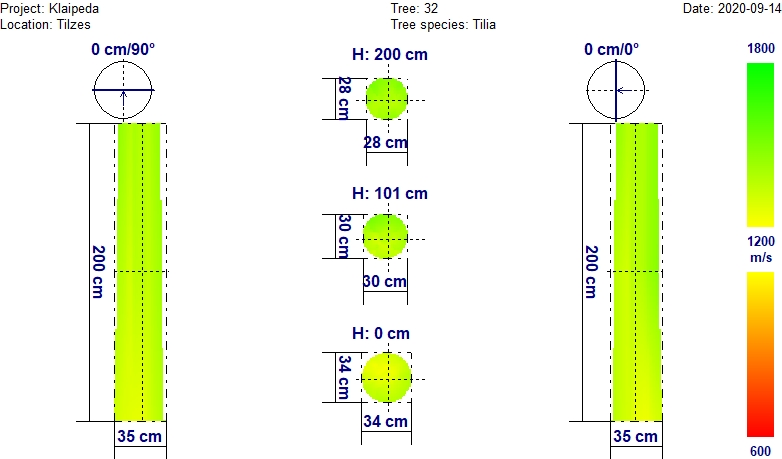 Project: Klaipeda
Tree: 32
Date: 2020-09-14
Location: Tilzes
Tree species: Tilia
0 cm/90°
H: 200 cm
0 cm/0°
1800
28 cm
28 cm
H: 101 cm
30 cm
30 cm
200 cm
200 cm
1200
m/s
H: 0 cm
34 cm
34 cm
35 cm
35 cm
600